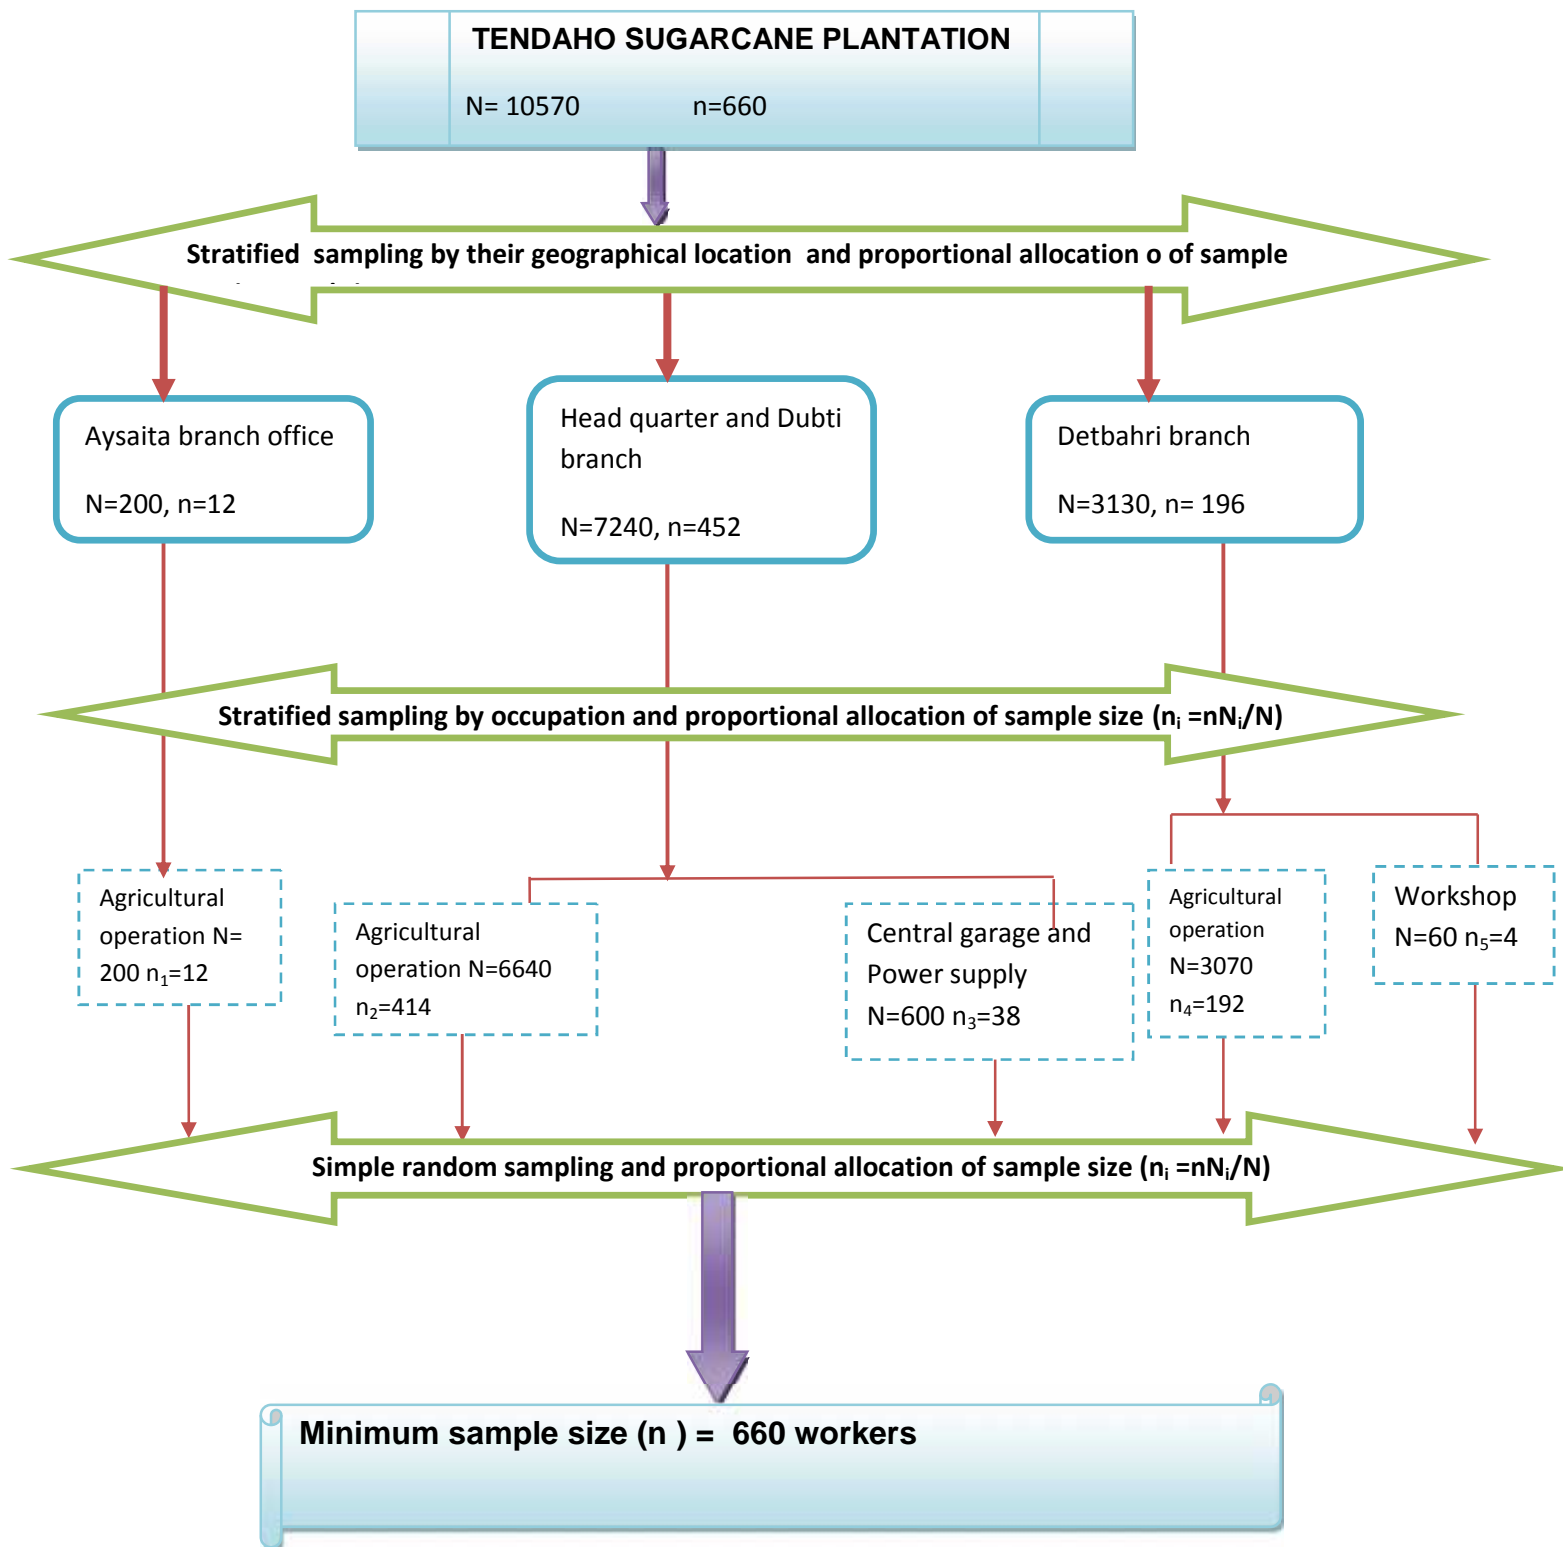 TENDAHO SUGARCANE PLANTATION
N= 10570 n=660
Stratified sampling by their geographical location and proportional allocation o of sample
Aysaita branch office
N=200, n=12
Head quarter and Dubti
branch
N=7240, n=452
Detbahri branch
N=3130, n= 196
Stratified sampling by occupation and proportional allocation of sample size (nᵢ =nNᵢ/N)
Agricultural
operation N=
200 n₁=12
Agricultural
operation N=6640
n₂=414
Central garage and
Power supply
N=600 n₃=38
Agricultural
operation
N=3070
n₄=192
Workshop
N=60 n₅=4
Simple random sampling and proportional allocation of sample size (nᵢ =nNᵢ/N)
Minimum sample size (n ) = 660 workers